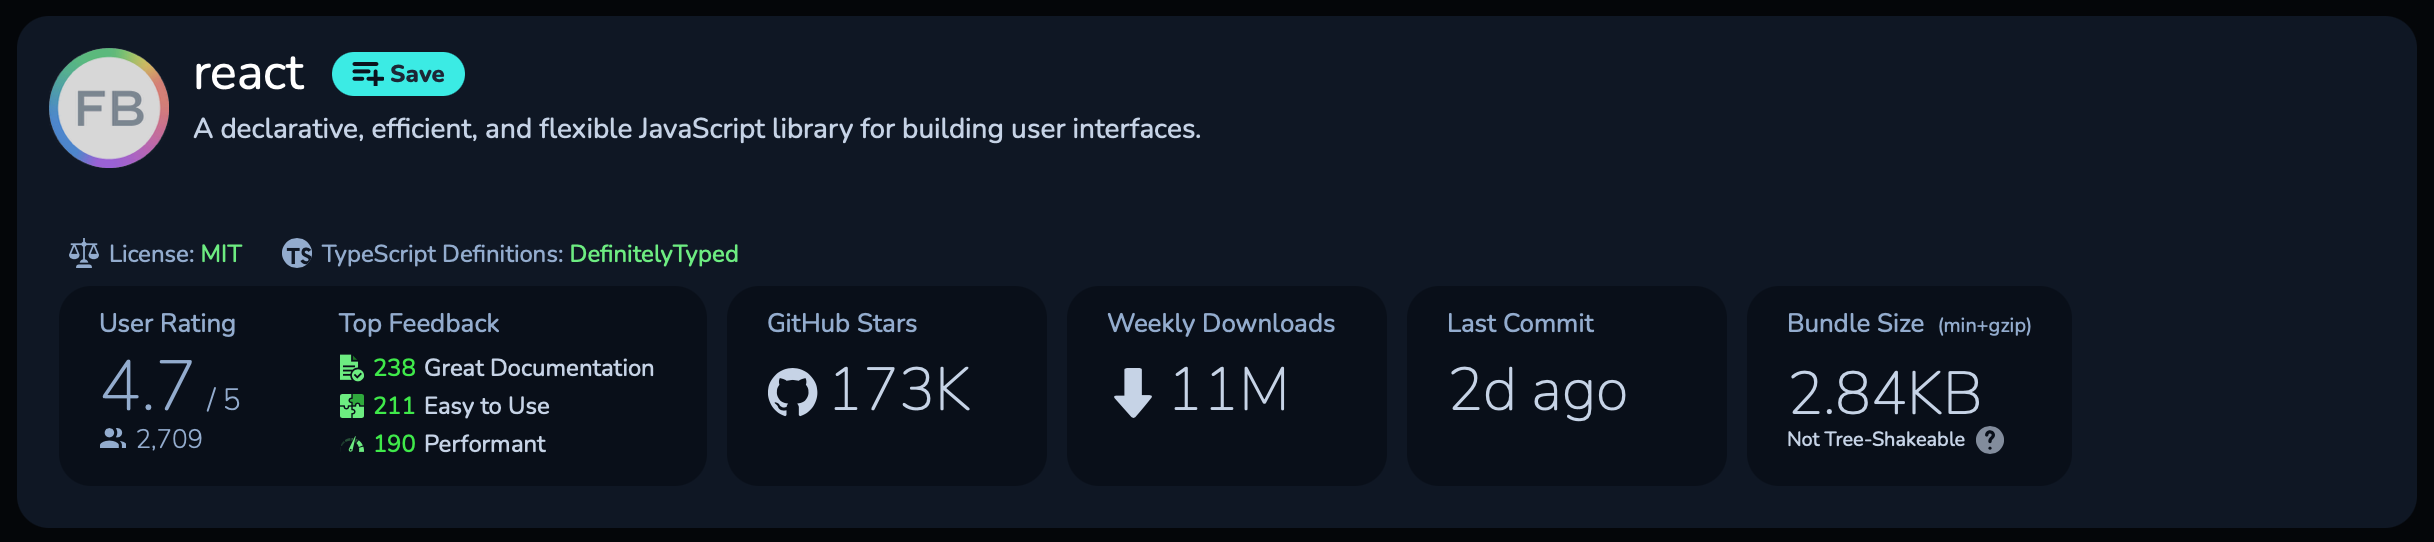 FB
react
Save
A declarative, efficient, and flexible JavaScript library for building user interfaces.
License: MIT
TS TypeScript Definitions: DefinitelyTyped
User Rating
4.7 / 5
2,709
Top Feedback
238 Great Documentation
211 Easy to Use
190 Performant
GitHub Stars
173K
Weekly Downloads
11M
Last Commit
2d ago
Bundle Size (min+gzip)
2.84KB
Not Tree-Shakeable ?